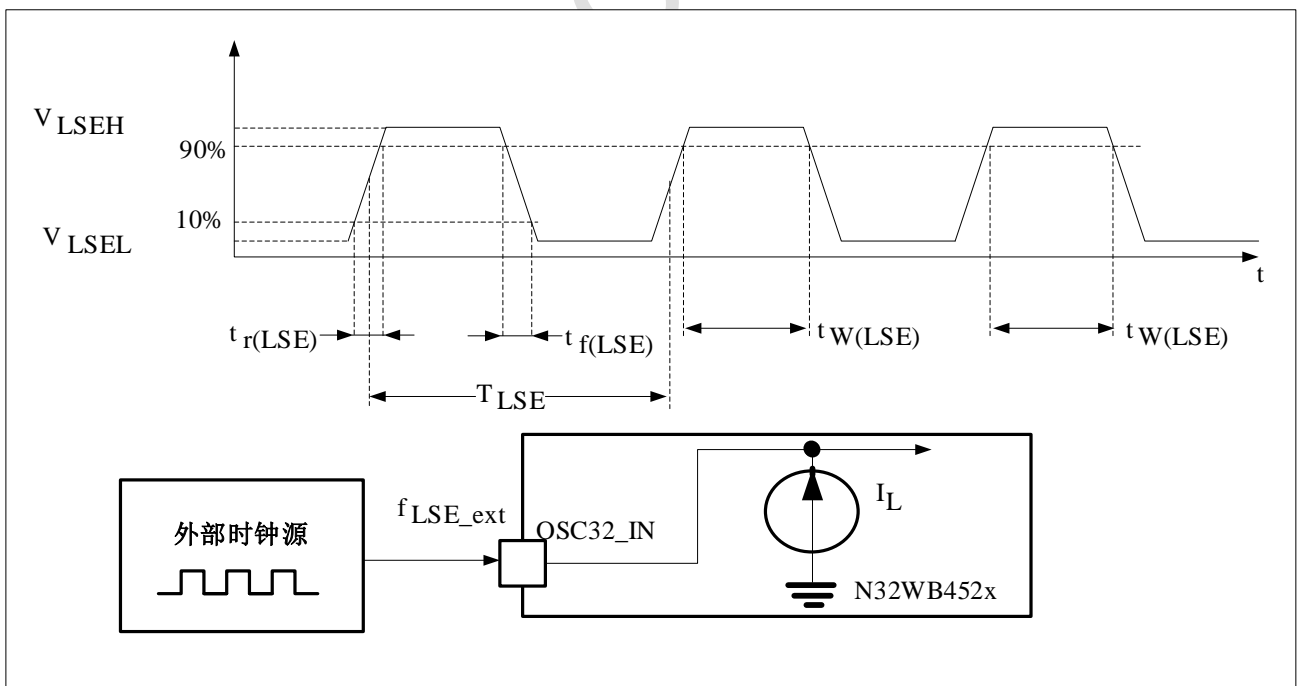 V LSEH
90%
10%
V LSEL
t
t r(LSE)
t f(LSE)
t W(LSE)
t W(LSE)
T LSE
f LSE_ext
OSC32_IN
I L
外部时钟源
N32WB452x